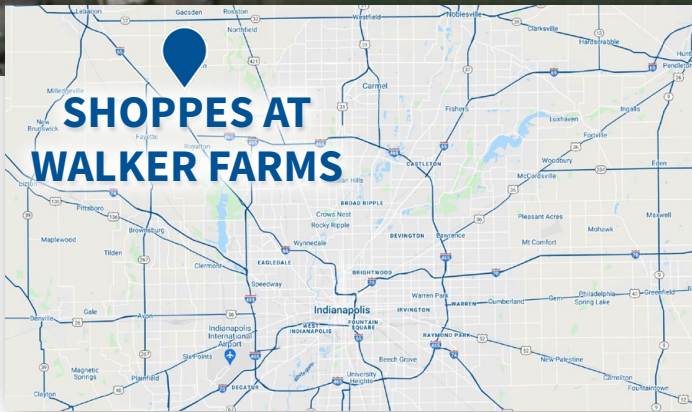 Lebanon
Gadsden
Rosston
Westfield
Noblesville
Clarksville
Northfield
Hardscrabble
Pendleton
Carmel
Milledgeville
SHOPPES AT
WALKER FARMS
Fishers
Ingalls
Luxhaven
New
Brunswick
Fayette
Royalton
Fortville
Woodbury
CASTLETON
McCordsville
Eden
Lizton
BROAD RIPPLE
Pittsboro
Crows Nest
Rocky Ripple
Pleasant Acres
Maxwell
Brownsburg
DEVINGTON
Lawrence
Mohawk
Maplewood
Wynnedale
Mt Comfort
Tilden
Clermont
EAGLEDALE
BRIGHTWOOD
Speedway
Warren Park
WARREN
Cumberland
Gem
Philadelphia
Spring Lake
Greenfield
Gale
Avon
Danville
Indianapolis
IRVINGTON
WEST
INDIANAPOLIS
FOUNTAIN
SQUARE
Indianapolis
International
Airport
RAYMOND PARK
Six Points
Beech Grove
New Palestine
Magnetic
Springs
Plainfield
University
Heights
Carrollton
Fountaintown
DECATUR
Clayton